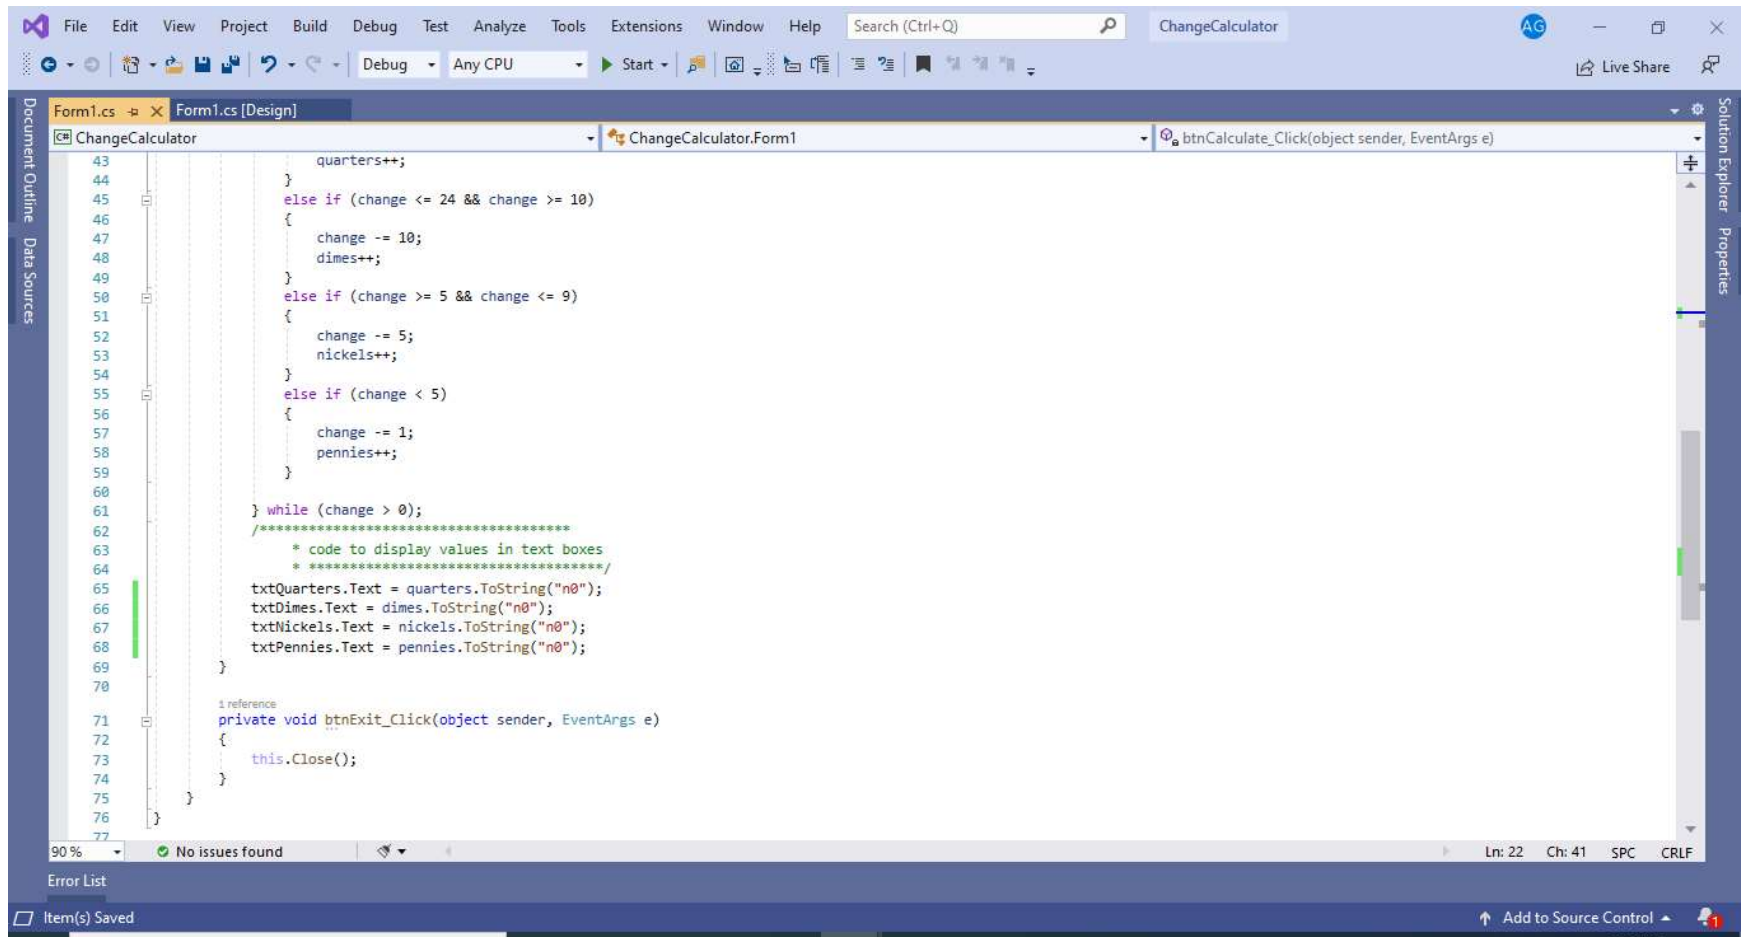 File Edit View Project Build Debug Test Analyze Tools Extensions Window Help Search (Ctrl+Q) ChangeCalculator AG
Debug Any CPU Start Live Share
Document Outline
Data Sources
Form1.cs Form1.cs [Design]
C# ChangeCalculator ChangeCalculator.Form1 btnCalculate_Click(object sender, EventArgs e)
43 quarters++;
44 }
45 else if (change <= 24 && change >= 10)
46 {
47 change -= 10;
48 dimes++;
49 }
50 else if (change >= 5 && change <= 9)
51 {
52 change -= 5;
53 nickels++;
54 }
55 else if (change < 5)
56 {
57 change -= 1;
58 pennies++;
59 }
60
61 } while (change > 0);
62 /**************************************
63 * code to display values in text boxes
64 * ************************************/
65 txtQuarters.Text = quarters.ToString("n0");
66 txtDimes.Text = dimes.ToString("n0");
67 txtNickels.Text = nickels.ToString("n0");
68 txtPennies.Text = pennies.ToString("n0");
69 }
70
1 reference
71 private void btnExit_Click(object sender, EventArgs e)
72 {
73 this.Close();
74 }
75 }
76 }
77
Solution Explorer
Properties
90 % No issues found Ln: 22 Ch: 41 SPC CRLF
Error List
Item(s) Saved Add to Source Control 1